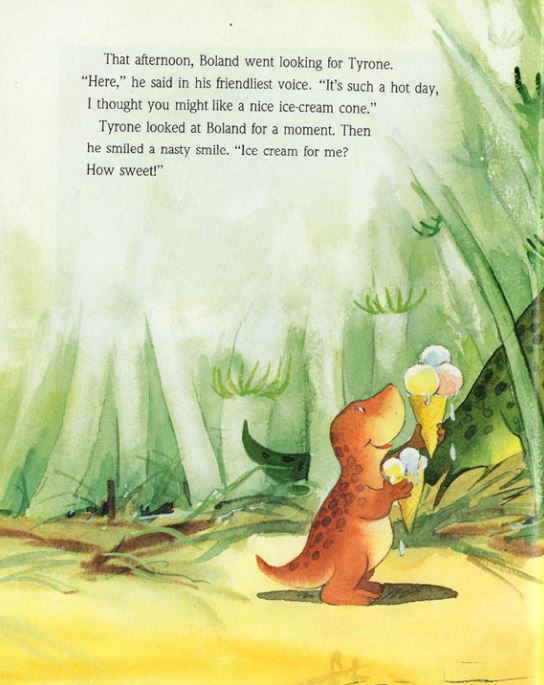 That afternoon, Boland went looking for Tyrone.
“Here,” he said in his friendliest voice. “It’s such a hot day,
I thought you might like a nice ice-cream cone.”
Tyrone looked at Boland for a moment. Then
he smiled a nasty smile. “Ice cream for me?
How sweet!”